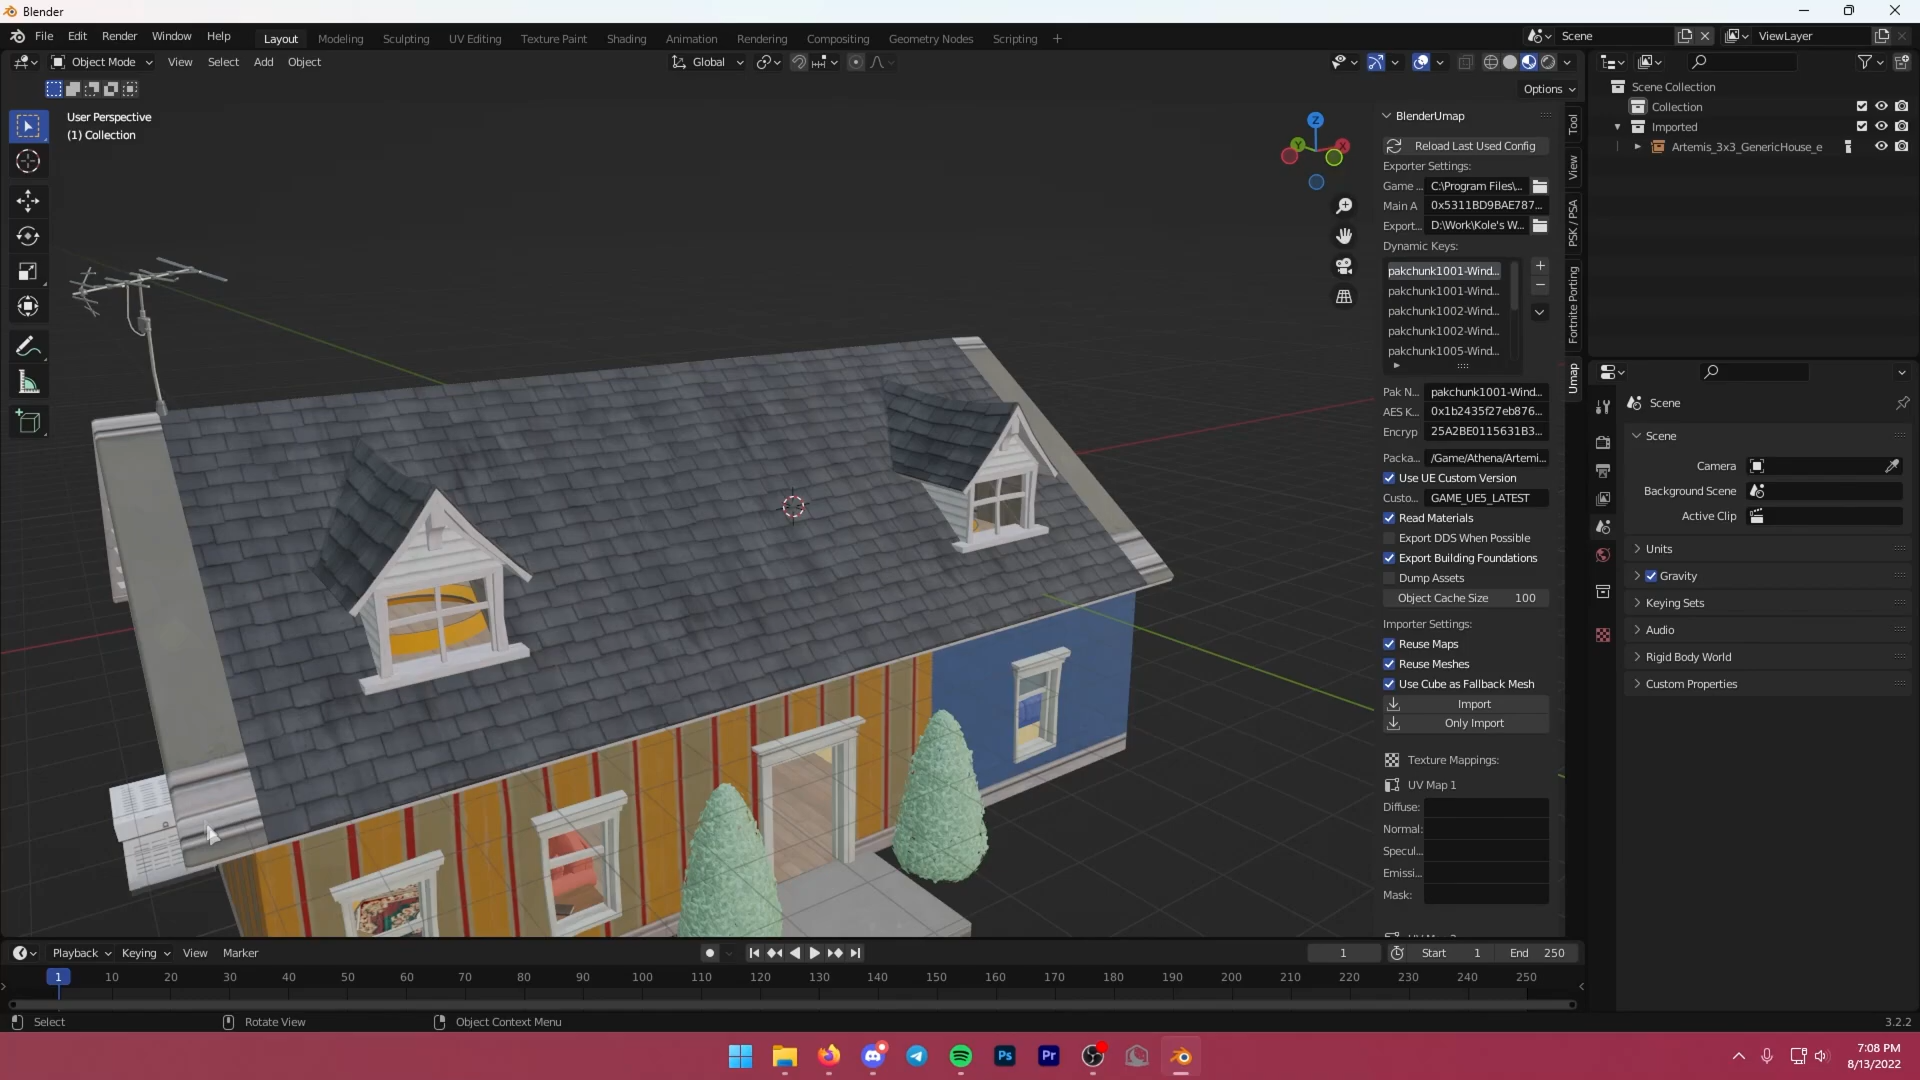 Blender
File Edit Render Window Help
Layout Modeling Sculpting UV Editing Texture Paint Shading Animation Rendering Compositing Geometry Nodes Scripting +
Scene
ViewLayer
Object Mode View Select Add Object
Global
Options
User Perspective
(1) Collection
Z
Y
X
BlenderUmap
Reload Last Used Config
Exporter Settings:
Game ... C:\Program Files\...
Main A 0x5311BD9BAE787...
Export... D:\Work\Kole's W...
Dynamic Keys:
pakchunk1001-Wind...
pakchunk1001-Wind...
pakchunk1002-Wind...
pakchunk1002-Wind...
pakchunk1005-Wind...
Pak N... pakchunk1001-Wind...
AES K... 0x1b2435f27eb876...
Encryp 25A2BE0115631B3...
Packa... /Game/Athena/Artemi...
Use UE Custom Version
Custo... GAME_UE5_LATEST
Read Materials
Export DDS When Possible
Export Building Foundations
Dump Assets
Object Cache Size 100
Importer Settings:
Reuse Maps
Reuse Meshes
Use Cube as Fallback Mesh
Import
Only Import
Texture Mappings:
UV Map 1
Diffuse:
Normal:
Specul...
Emissi...
Mask:
Tool
View
PSK / PSA
Fortnite Porting
Umap
Scene Collection
Collection
Imported
Artemis_3x3_GenericHouse_e
Scene
Scene
Camera
Background Scene
Active Clip
Units
Gravity
Keying Sets
Audio
Rigid Body World
Custom Properties
Playback Keying View Marker
1 Start 1 End 250
1 10 20 30 40 50 60 70 80 90 100 110 120 130 140 150 160 170 180 190 200 210 220 230 240 250
Select Rotate View Object Context Menu
3.2.2
Ps
Pr
7:08 PM
8/13/2022